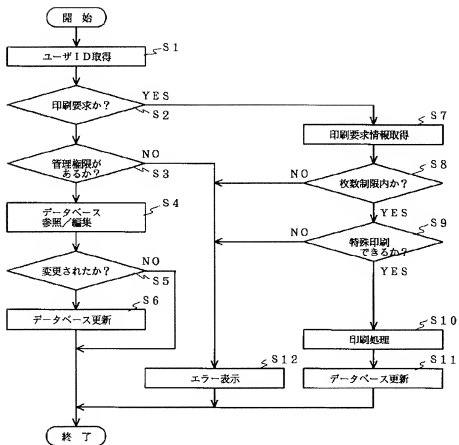 開 始
ユーザID取得
S1
印刷要求か?
YES
S2
管理権限が
あるか?
NO
S3
データベース
参照/編集
S4
変更されたか?
NO
S5
データベース更新
S6
印刷要求情報取得
S7
枚数制限内か?
NO
YES
S8
特殊印刷
できるか?
NO
YES
S9
印刷処理
S10
データベース更新
S11
エラー表示
S12
終 了